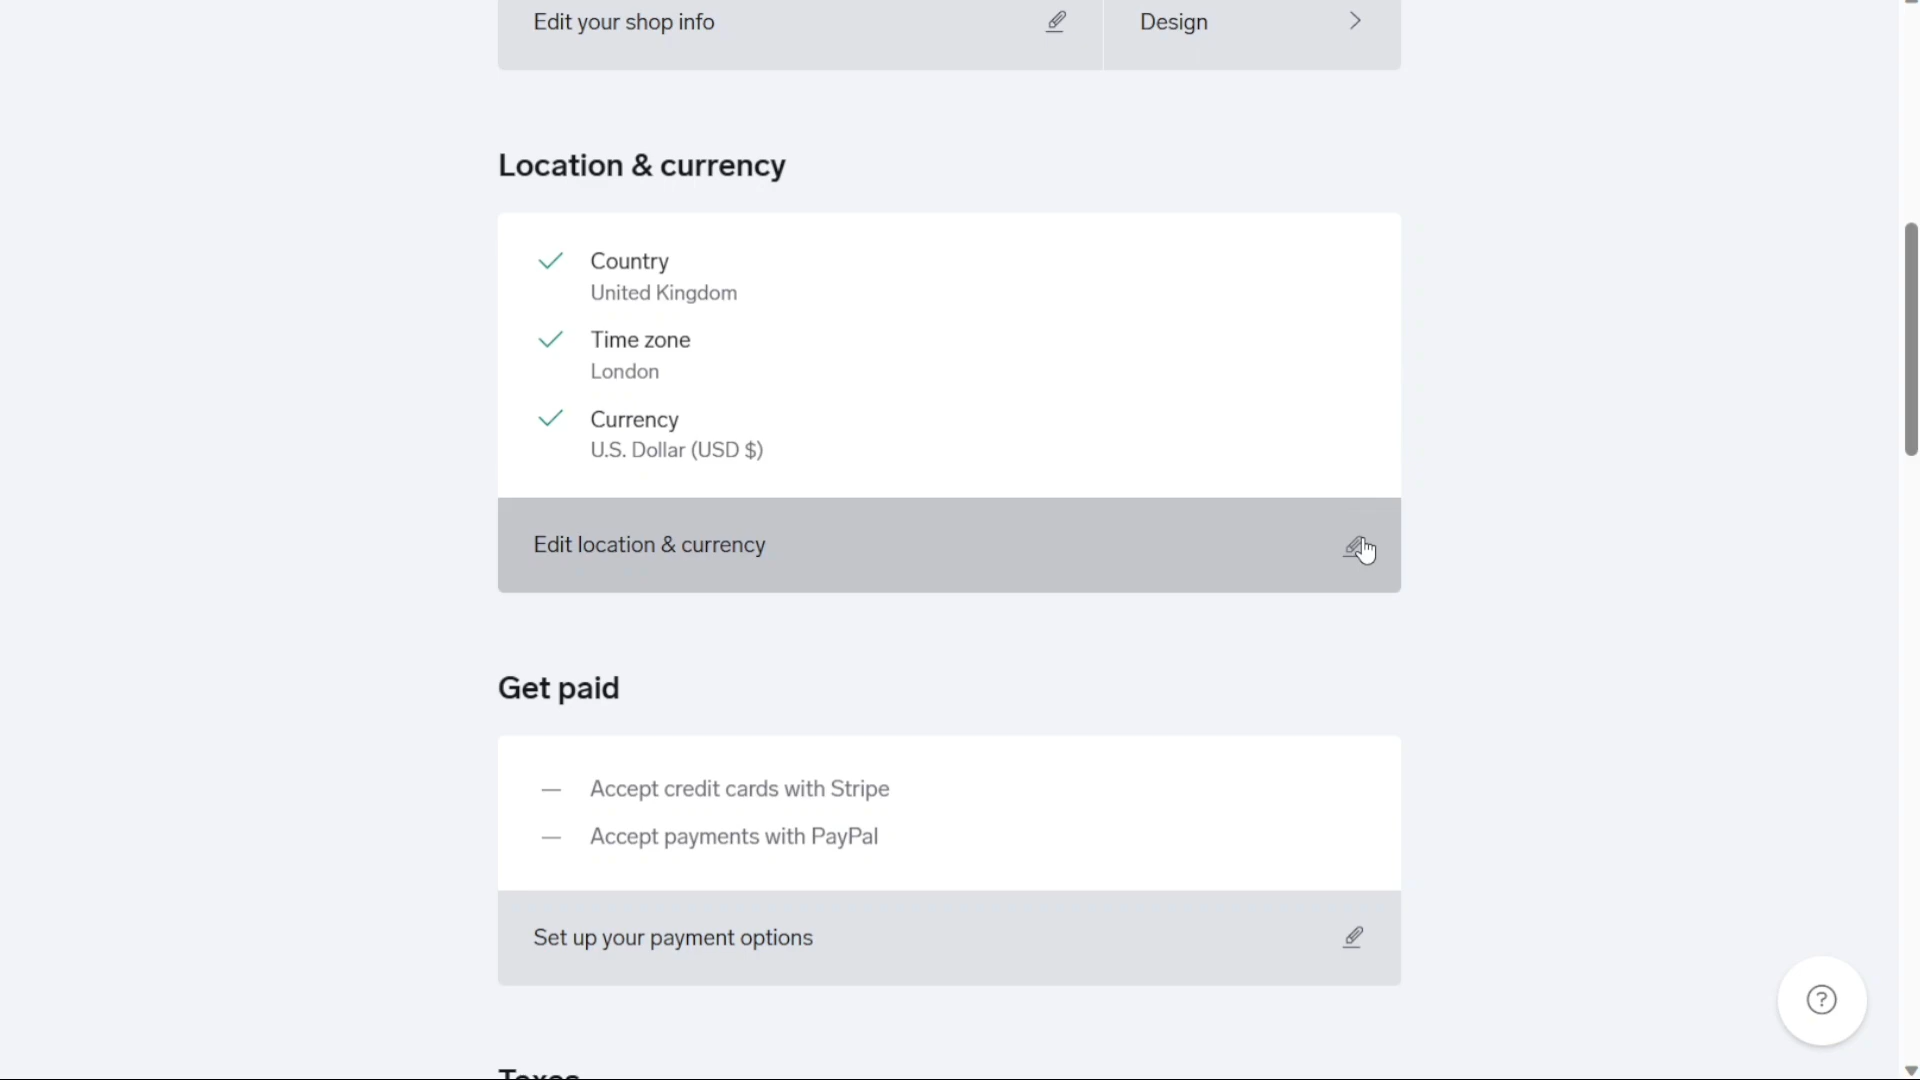 Edit your shop info
Design
Location & currency
Country
United Kingdom
Time zone
London
Currency
U.S. Dollar (USD $)
Edit location & currency
Get paid
Accept credit cards with Stripe
Accept payments with PayPal
Set up your payment options
?
Taxes